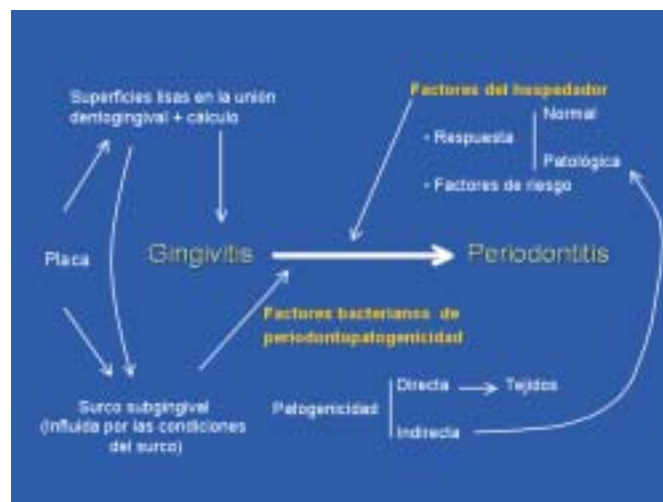 Superficies lisas en la unión
dentogingival + cálculo
Factores del hospedador
Normal
- Respuesta
Patológica
- Factores de riesgo
Placa
Gingivitis
Periodontitis
Factores bacterianos de
periodontopatogenicidad
Surco subgingival
(Influida por las condiciones
del surco)
Patogenicidad
Directa
Tejidos
Indirecta